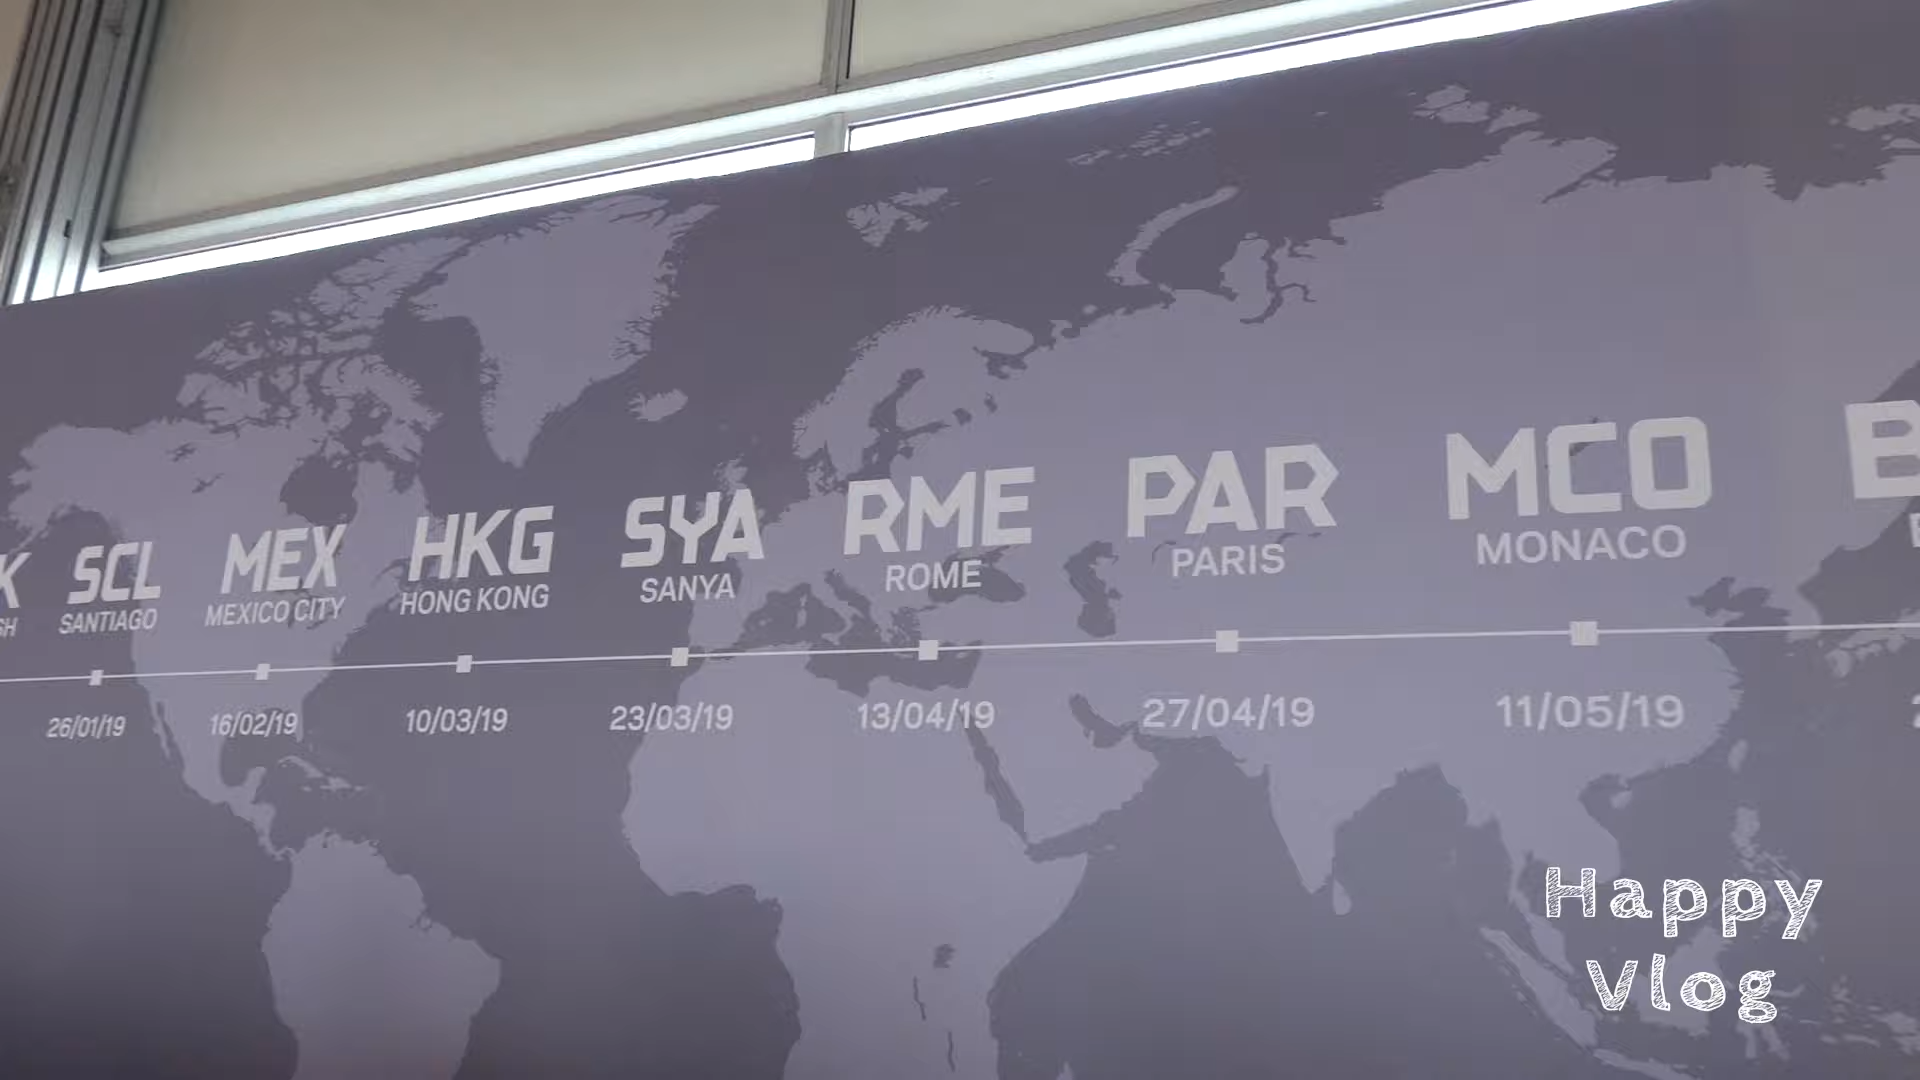 SCL MEX HKG SYA RME PAR MCO
SANTIAGO MEXICO CITY HONG KONG SANYA ROME PARIS MONACO
26/01/19 16/02/19 10/03/19 23/03/19 13/04/19 27/04/19 11/05/19
Happy
Vlog